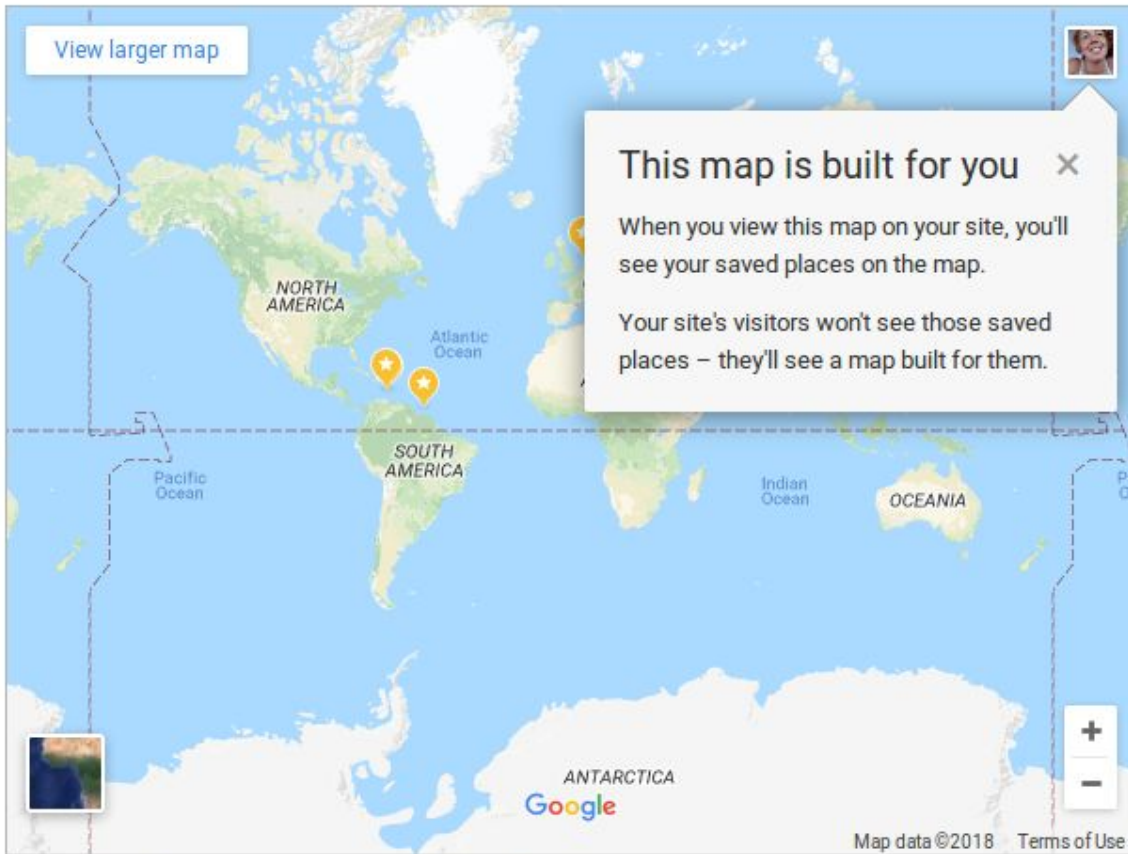 View larger map
This map is built for you
When you view this map on your site, you'll
see your saved places on the map.
Your site's visitors won't see those saved
places – they'll see a map built for them.
NORTH
AMERICA
Atlantic
Ocean
SOUTH
AMERICA
Pacific
Ocean
Indian
Ocean
OCEANIA
ANTARCTICA
Google
Map data ©2018 Terms of Use